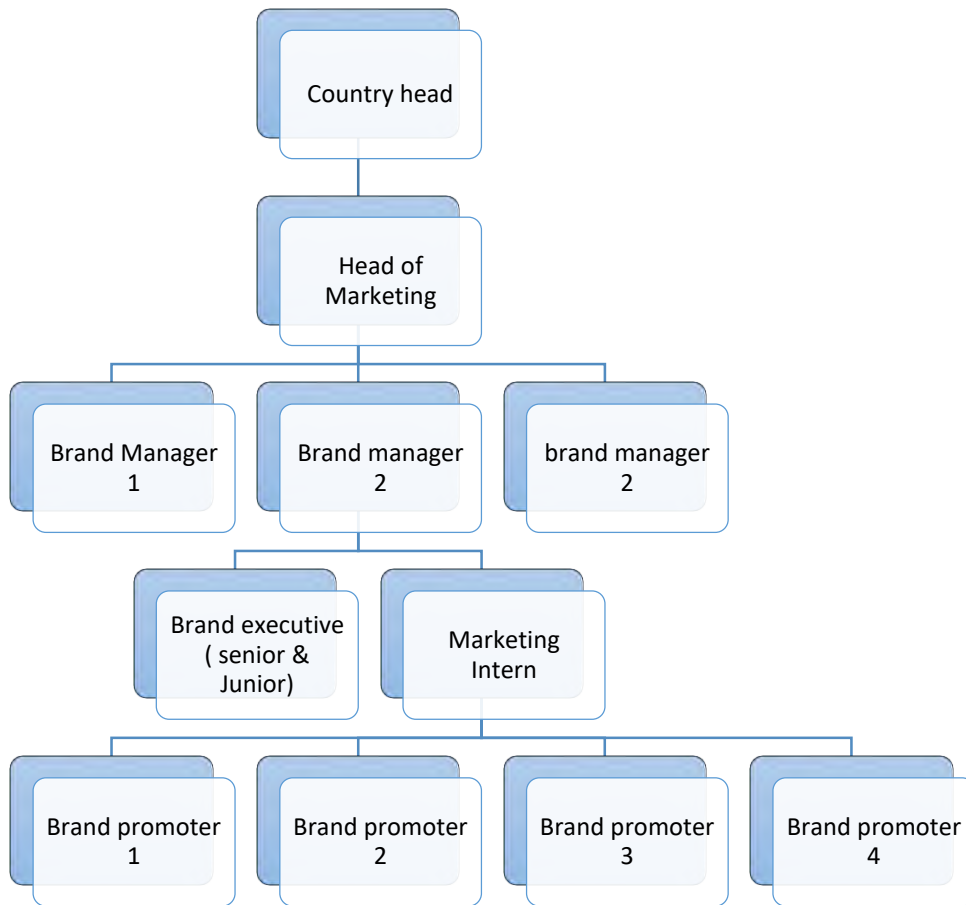 Country head
Head of
Marketing
Brand Manager
1
Brand manager
2
brand manager
2
Brand executive
( senior &
Junior)
Marketing
Intern
Brand promoter
1
Brand promoter
2
Brand promoter
3
Brand promoter
4